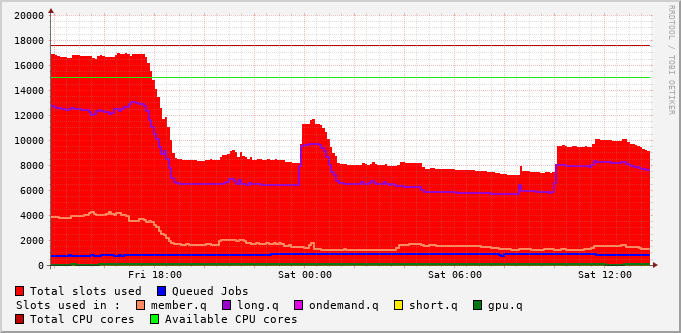 20000
18000
16000
14000
12000
10000
8000
6000
4000
2000
0
Fri 18:00 Sat 00:00 Sat 06:00 Sat 12:00
RRDTOOL / TOBI OETIKER
Total slots used Queued Jobs
Slots used in : member.q long.q ondemand.q short.q gpu.q
Total CPU cores Available CPU cores